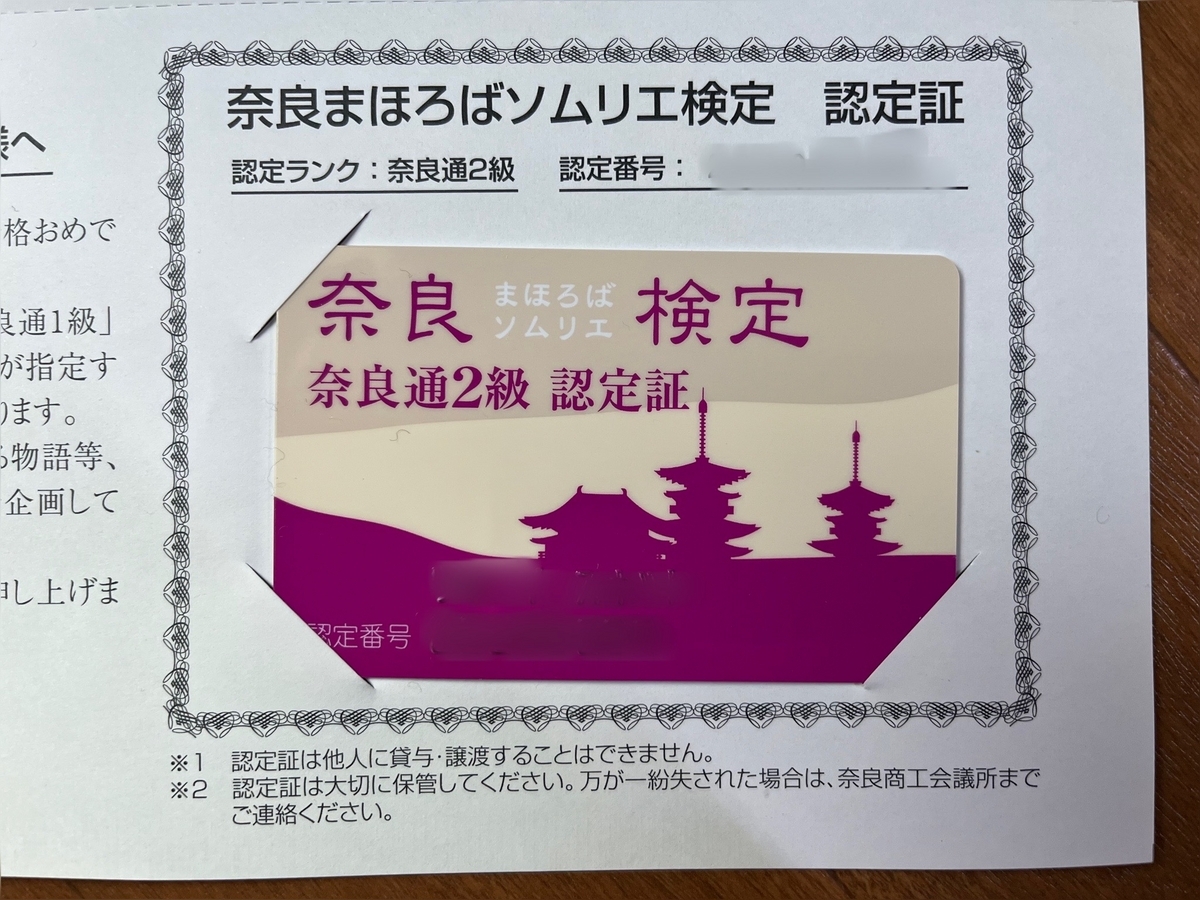 様へ
格おめで
良通1級」
が指定す
ります。
る物語等、
企画して
申し上げま
奈良まほろばソムリエ検定 認定証
認定ランク：奈良通2級 認定番号：
奈良 まほろば ソムリエ 検定
奈良通2級 認定証
認定番号
※1 認定証は他人に貸与・譲渡することはできません。
※2 認定証は大切に保管してください。万が一紛失された場合は、奈良商工会議所まで
ご連絡ください。